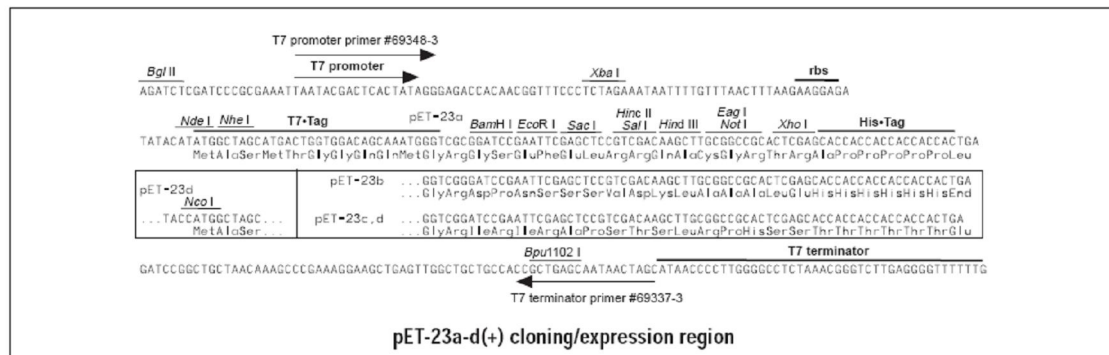 T7 promoter primer #69348-3
Bgl II T7 promoter Xba I rbs
AGATCTCGATCCCGCGAAATTAATACGACTCACTATAGGGAGACCACAACGGTTTCCCTCTAGAAATAATTTTGTTTAACTTTAAGAAGGAGA
Nde I Nhe I T7•Tag pET-23a BamH I EcoR I Sac I Hinc II Sal I Hind III Eag I Not I Xho I His•Tag
TATACATATGGCTAGCATGACTGGTGGACAGCAAATGGGTCGCGGATCCGAATTCGAGCTCCGTCGACAAGCTTGCGGCCGCACTCGAGCACCACCACCACCACCACTGA
MetAlaSerMetThrGlyGlyGlnGlnMetGlyArgGlySerGluPheGluLeuArgArgGlnAlaCysGlyArgThrArgAlaProProProProProProLeu
pET-23d pET-23b ...GGTCGGGATCCGAATTCGAGCTCCGTCGACAAGCTTGCGGCCGCACTCGAGCACCACCACCACCACCACTGA
Nco I GlyArgAspProAsnSerSerSerValAspLysLeuAlaAlaAlaLeuGluHisHisHisHisHisHisEnd
...TACCATGGCTAGC... pET-23c,d ...GGTCGGATCCGAATTCGAGCTCCGTCGACAAGCTTGCGGCCGCACTCGAGCACCACCACCACCACCACTGA
MetAlaSer... ...GlyArgIleArgIleArgAlaProSerThrSerLeuArgProHisSerSerThrThrThrThrThrThrGlu
Bpu1102 I T7 terminator
GATCCGGCTGCTAACAAAGCCCGAAAGGAAGCTGAGTTGGCTGCTGCCACCGCTGAGCAATAACTAGCATAACCCCTTGGGGCCTCTAAACGGGTCTTGAGGGGTTTTTTG
T7 terminator primer #69337-3
pET-23a-d(+) cloning/expression region